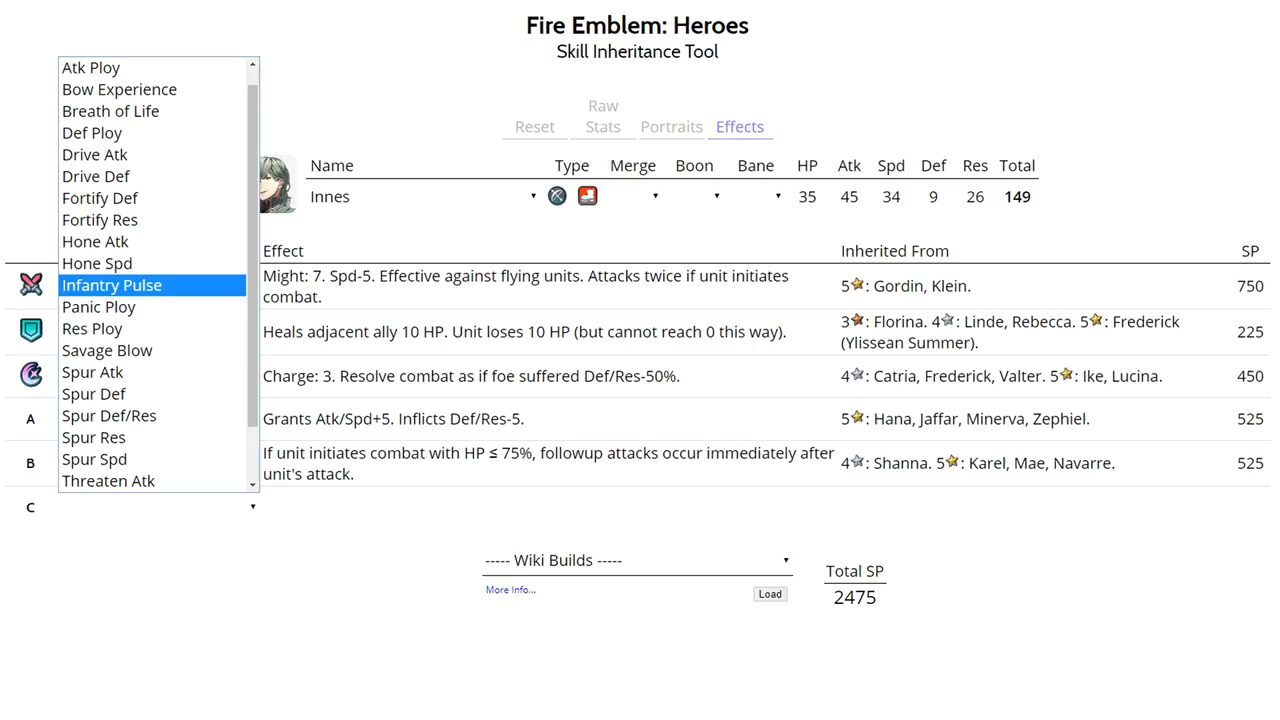 Fire Emblem: Heroes
Skill Inheritance Tool
Reset
Raw
Stats
Portraits
Effects
Name
Type
Merge
Boon
Bane
HP
Atk
Spd
Def
Res
Total
Innes
35
45
34
9
26
149
Atk Ploy
Bow Experience
Breath of Life
Def Ploy
Drive Atk
Drive Def
Fortify Def
Fortify Res
Hone Atk
Hone Spd
Infantry Pulse
Panic Ploy
Res Ploy
Savage Blow
Spur Atk
Spur Def
Spur Def/Res
Spur Res
Spur Spd
Threaten Atk
Effect
Inherited From
SP
Might: 7. Spd-5. Effective against flying units. Attacks twice if unit initiates
combat.
5: Gordin, Klein.
750
Heals adjacent ally 10 HP. Unit loses 10 HP (but cannot reach 0 this way).
3: Florina. 4: Linde, Rebecca. 5: Frederick
(Ylissean Summer).
225
Charge: 3. Resolve combat as if foe suffered Def/Res-50%.
4: Catria, Frederick, Valter. 5: Ike, Lucina.
450
A
Grants Atk/Spd+5. Inflicts Def/Res-5.
5: Hana, Jaffar, Minerva, Zephiel.
525
B
If unit initiates combat with HP ≤ 75%, followup attacks occur immediately after
unit's attack.
4: Shanna. 5: Karel, Mae, Navarre.
525
C
----- Wiki Builds -----
More Info...
Load
Total SP
2475